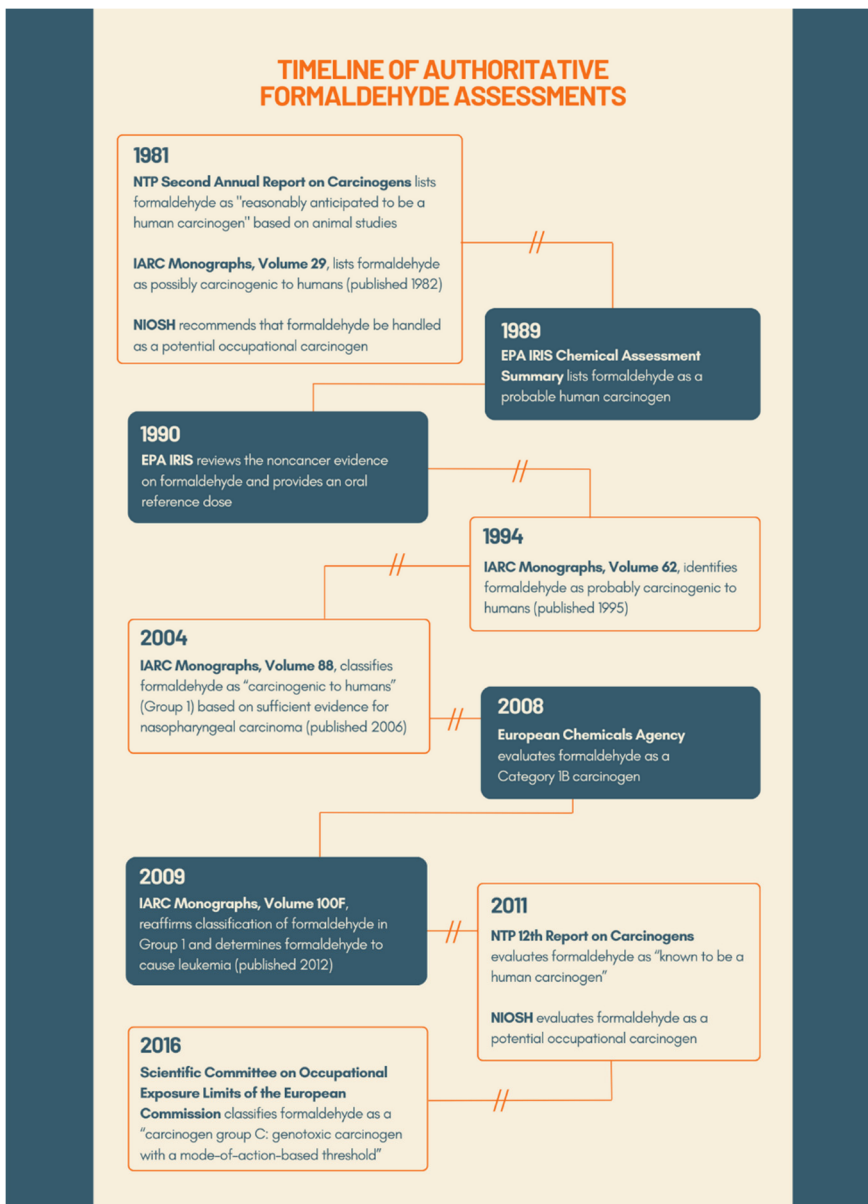 TIMELINE OF AUTHORITATIVE
FORMALDEHYDE ASSESSMENTS
1981
NTP Second Annual Report on Carcinogens lists
formaldehyde as "reasonably anticipated to be a
human carcinogen" based on animal studies
IARC Monographs, Volume 29, lists formaldehyde
as possibly carcinogenic to humans (published 1982)
NIOSH recommends that formaldehyde be handled
as a potential occupational carcinogen
1989
EPA IRIS Chemical Assessment
Summary lists formaldehyde as a
probable human carcinogen
1990
EPA IRIS reviews the noncancer evidence
on formaldehyde and provides an oral
reference dose
1994
IARC Monographs, Volume 62, identifies
formaldehyde as probably carcinogenic to
humans (published 1995)
2004
IARC Monographs, Volume 88, classifies
formaldehyde as “carcinogenic to humans”
(Group 1) based on sufficient evidence for
nasopharyngeal carcinoma (published 2006)
2008
European Chemicals Agency
evaluates formaldehyde as a
Category 1B carcinogen
2009
IARC Monographs, Volume 100F,
reaffirms classification of formaldehyde in
Group 1 and determines formaldehyde to
cause leukemia (published 2012)
2011
NTP 12th Report on Carcinogens
evaluates formaldehyde as “known to be a
human carcinogen”
NIOSH evaluates formaldehyde as a
potential occupational carcinogen
2016
Scientific Committee on Occupational
Exposure Limits of the European
Commission classifies formaldehyde as a
“carcinogen group C: genotoxic carcinogen
with a mode-of-action-based threshold”